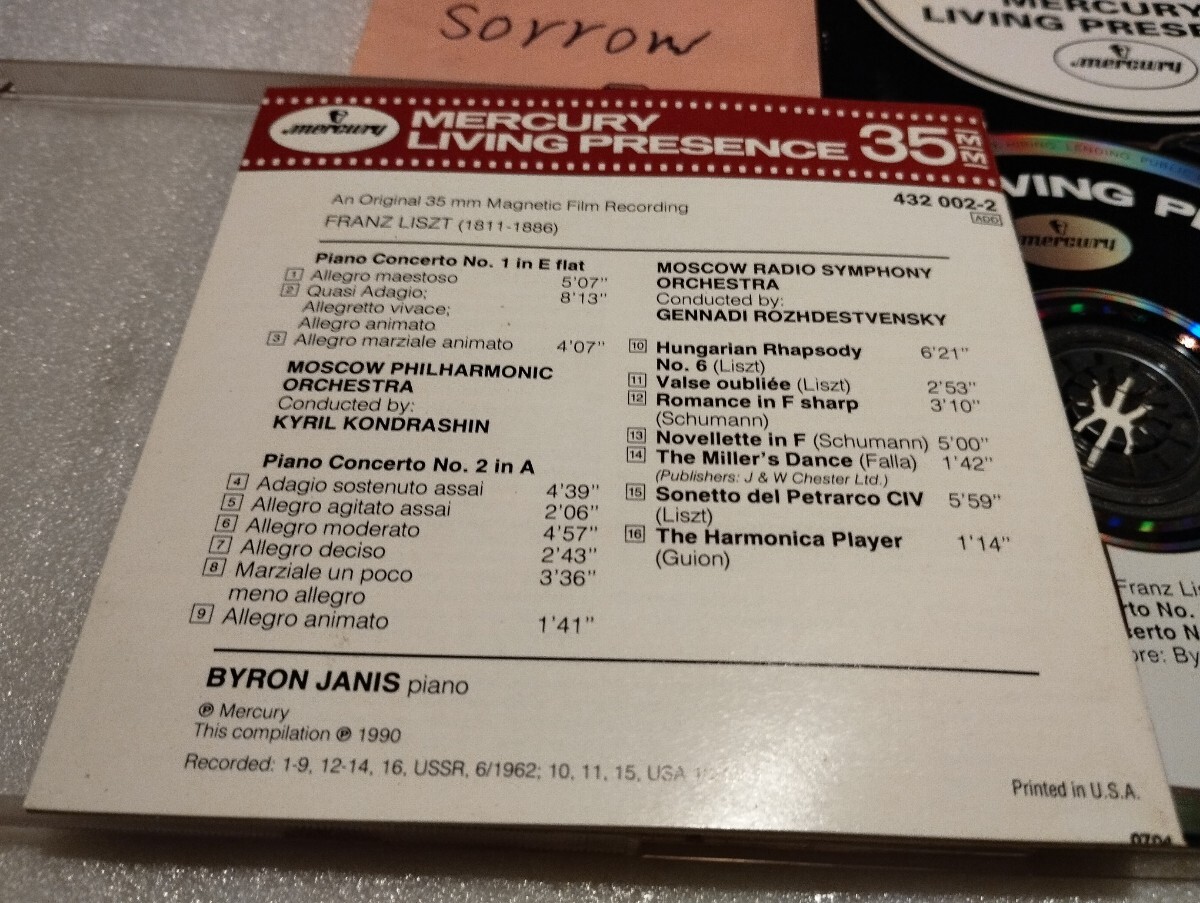 sorrow
MERCURY
LIVING PRESE
mercury
mercury
MERCURY
LIVING PRESENCE
35 MM
An Original 35 mm Magnetic Film Recording
432 002-2
ADD
FRANZ LISZT (1811-1886)
Piano Concerto No. 1 in E flat
1 Allegro maestoso 5'07"
2 Quasi Adagio; 8'13"
Allegretto vivace;
Allegro animato
3 Allegro marziale animato 4'07"
MOSCOW PHILHARMONIC
ORCHESTRA
Conducted by:
KYRIL KONDRASHIN
Piano Concerto No. 2 in A
4 Adagio sostenuto assai 4'39"
5 Allegro agitato assai 2'06"
6 Allegro moderato 4'57"
7 Allegro deciso 2'43"
8 Marziale un poco 3'36"
meno allegro
9 Allegro animato 1'41"
MOSCOW RADIO SYMPHONY
ORCHESTRA
Conducted by:
GENNADI ROZHDESTVENSKY
10 Hungarian Rhapsody 6'21"
No. 6 (Liszt)
11 Valse oubliée (Liszt) 2'53"
12 Romance in F sharp 3'10"
(Schumann)
13 Novellette in F (Schumann) 5'00"
14 The Miller's Dance (Falla) 1'42"
(Publishers: J & W Chester Ltd.)
15 Sonetto del Petrarco CIV 5'59"
(Liszt)
16 The Harmonica Player 1'14"
(Guion)
BYRON JANIS piano
℗ Mercury
This compilation ℗ 1990
Recorded: 1-9, 12-14, 16, USSR, 6/1962; 10, 11, 15, USA
Printed in U.S.A.
HIRING, LENDING, PUBLIC
VING P
mercury
Franz Li
rto No.
certo N
ore: By